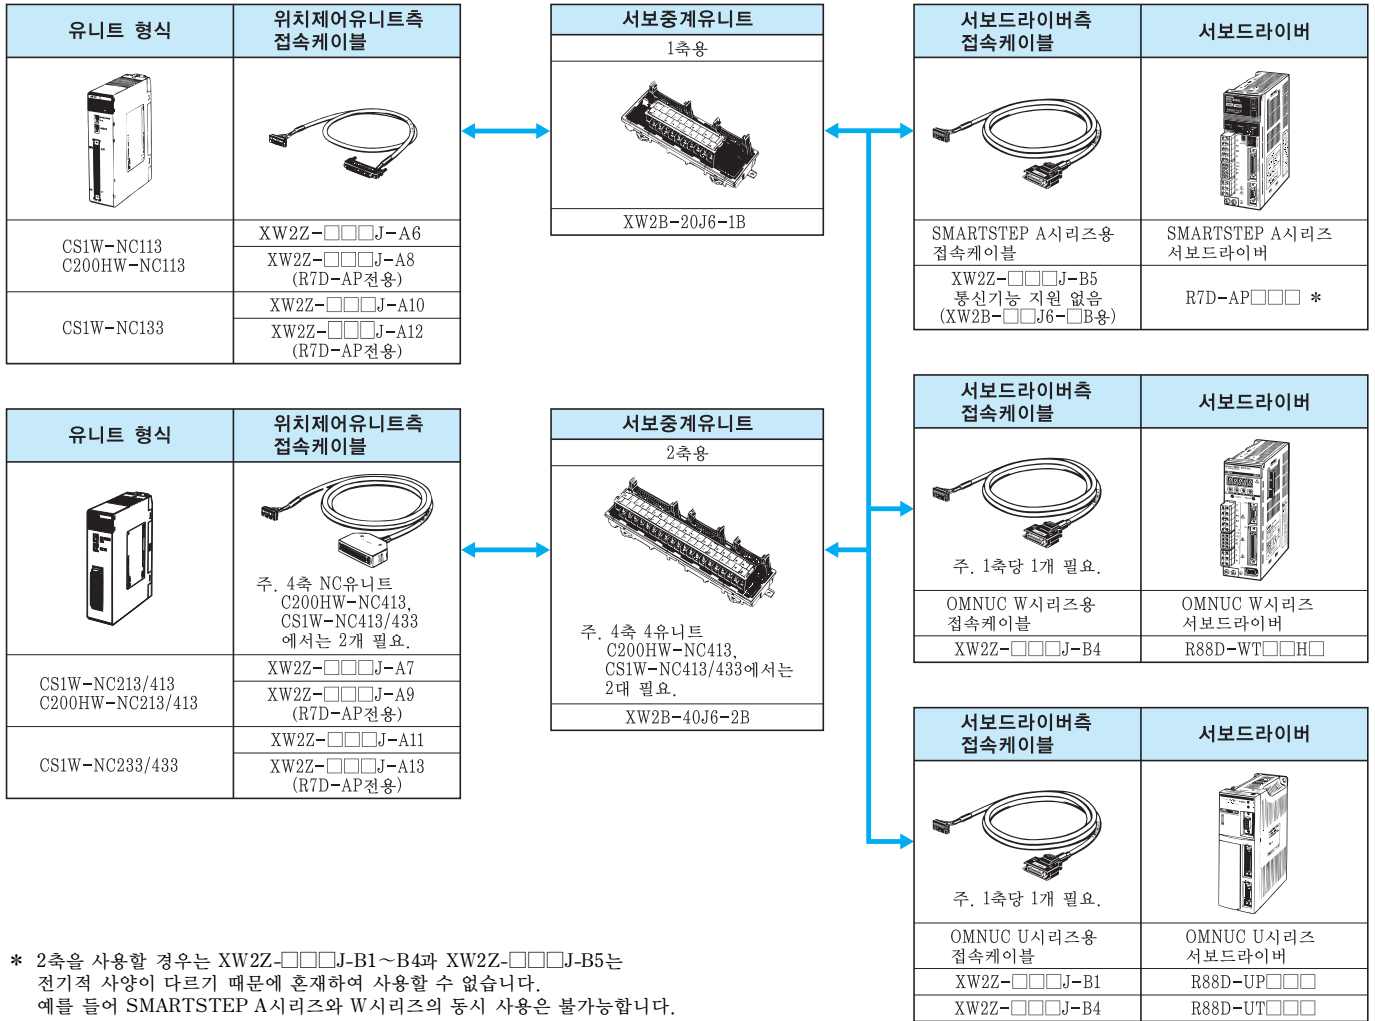 유니트 형식
위치제어유니트측
접속케이블
CS1W-NC113
C200HW-NC113
XW2Z-□□□J-A6
XW2Z-□□□J-A8
(R7D-AP전용)
CS1W-NC133
XW2Z-□□□J-A10
XW2Z-□□□J-A12
(R7D-AP전용)
서보중계유니트
1축용
XW2B-20J6-1B
서보드라이버측
접속케이블
서보드라이버
SMARTSTEP A시리즈용
접속케이블
SMARTSTEP A시리즈
서보드라이버
XW2Z-□□□J-B5
통신기능 지원 없음
(XW2B-□□J6-□B용)
R7D-AP□□□ *
유니트 형식
위치제어유니트측
접속케이블
주. 4축 NC유니트
C200HW-NC413,
CS1W-NC413/433
에서는 2개 필요.
CS1W-NC213/413
C200HW-NC213/413
XW2Z-□□□J-A7
XW2Z-□□□J-A9
(R7D-AP전용)
CS1W-NC233/433
XW2Z-□□□J-A11
XW2Z-□□□J-A13
(R7D-AP전용)
서보중계유니트
2축용
주. 4축 4유니트
C200HW-NC413,
CS1W-NC413/433에서는
2대 필요.
XW2B-40J6-2B
서보드라이버측
접속케이블
서보드라이버
주. 1축당 1개 필요.
OMNUC W시리즈용
접속케이블
OMNUC W시리즈
서보드라이버
XW2Z-□□□J-B4
R88D-WT□□H□
서보드라이버측
접속케이블
서보드라이버
주. 1축당 1개 필요.
OMNUC U시리즈용
접속케이블
OMNUC U시리즈
서보드라이버
XW2Z-□□□J-B1
R88D-UP□□□
XW2Z-□□□J-B4
R88D-UT□□□
* 2축을 사용할 경우는 XW2Z-□□□J-B1~B4과 XW2Z-□□□J-B5는
전기적 사양이 다르기 때문에 혼재하여 사용할 수 없습니다.
예를 들어 SMARTSTEP A시리즈와 W시리즈의 동시 사용은 불가능합니다.